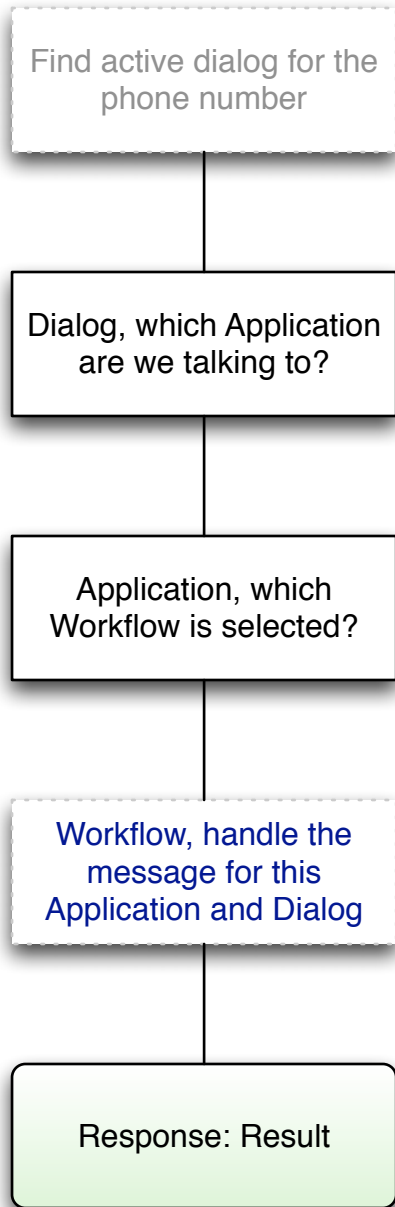 Find active dialog for the
phone number
Dialog, which Application
are we talking to?
Application, which
Workflow is selected?
Workflow, handle the
message for this
Application and Dialog
Response: Result